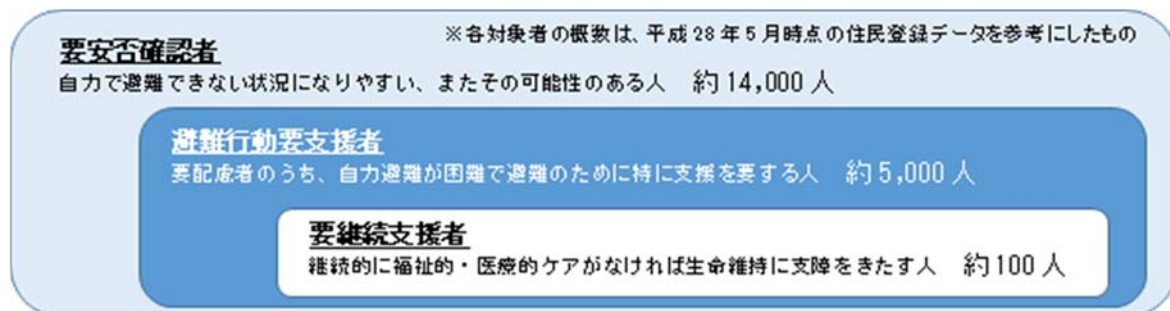 ※各対象者の概数は、平成28年5月時点の住民登録データを参考にしたもの
要安否確認者
自力で避難できない状況になりやすい、またその可能性のある人 約14,000人
避難行動要支援者
要配慮者のうち、自力避難が困難で避難のために特に支援を要する人 約5,000人
要継続支援者
継続的に福祉的・医療的ケアがなければ生命維持に支障をきたす人 約100人